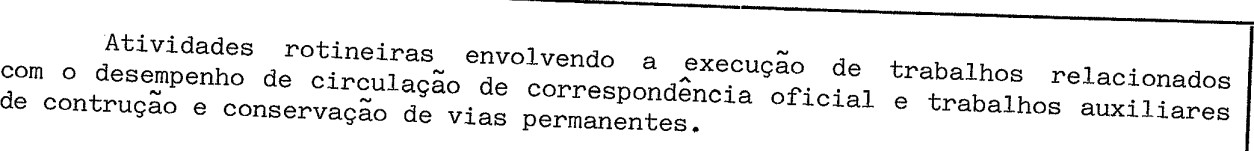 Atividades rotineiras envolvendo a execução de trabalhos relacionados
com o desempenho de circulação de correspondência oficial e trabalhos auxiliares
de contrução e conservação de vias permanentes.